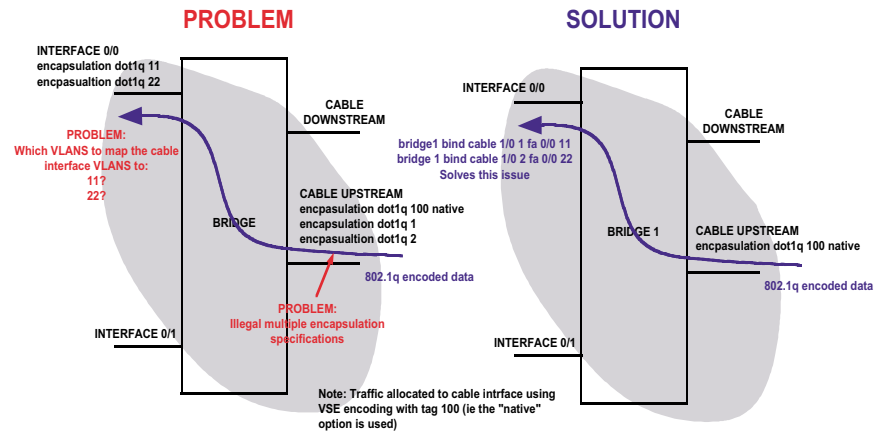 PROBLEM
INTERFACE 0/0
encapsulation dot1q 11
encpasualtion dot1q 22
CABLE
DOWNSTREAM
PROBLEM:
Which VLANS to map the cable
interface VLANS to:
11?
22?
CABLE UPSTREAM
encpasulation dot1q 100 native
encapsulation dot1q 1
encpasualtion dot1q 2
BRIDGE
802.1q encoded data
PROBLEM:
Illegal multiple encapsulation
specifications
INTERFACE 0/1
SOLUTION
INTERFACE 0/0
CABLE
DOWNSTREAM
bridge1 bind cable 1/0 1 fa 0/0 11
bridge 1 bind cable 1/0 2 fa 0/0 22
Solves this issue
BRIDGE 1
CABLE UPSTREAM
encpasulation dot1q 100 native
802.1q encoded data
INTERFACE 0/1
Note: Traffic allocated to cable intrface using
VSE encoding with tag 100 (ie the "native"
option is used)